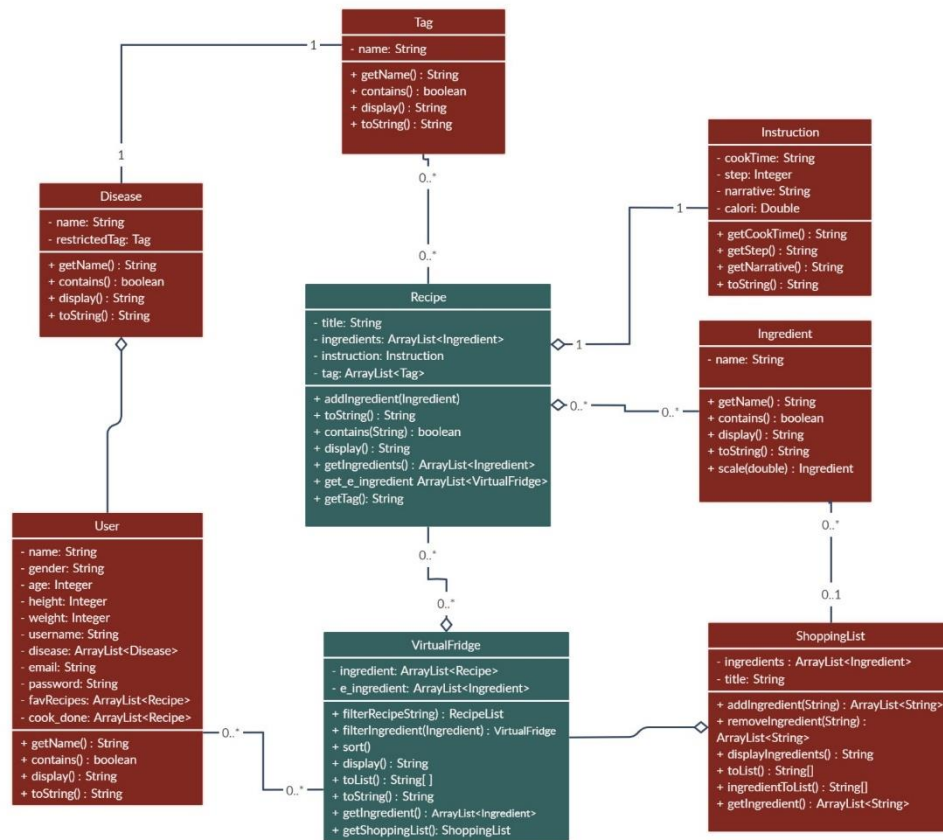 Tag
- name: String
+ getName() : String
+ contains() : boolean
+ display() : String
+ toString() : String
1
1
0..*
0..*
Disease
- name: String
- restrictedTag: Tag
+ getName() : String
+ contains() : boolean
+ display() : String
+ toString() : String
Instruction
- cookTime: String
- step: Integer
- narrative: String
- calori: Double
+ getCookTime() : String
+ getStep() : String
+ getNarrative() : String
+ toString() : String
1
1
Recipe
- title: String
- ingredients: ArrayList<Ingredient>
- instruction: Instruction
- tag: ArrayList<Tag>
+ addIngredient(Ingredient)
+ toString() : String
+ contains(String) : boolean
+ display() : String
+ getIngredients() : ArrayList<Ingredient>
+ get_e_ingredient ArrayList<VirtualFridge>
+ getTag(): String
0..*
0..*
Ingredient
- name: String
+ getName() : String
+ contains() : boolean
+ display() : String
+ toString() : String
+ scale(double) : Ingredient
0..*
0..1
User
- name: String
- gender: String
- age: Integer
- height: Integer
- weight: Integer
- username: String
- disease: ArrayList<Disease>
- email: String
- password: String
- favRecipes: ArrayList<Recipe>
- cook_done: ArrayList<Recipe>
+ getName() : String
+ contains() : boolean
+ display() : String
+ toString() : String
0..*
0..*
0..*
0..*
VirtualFridge
- ingredient: ArrayList<Recipe>
- e_ingredient: ArrayList<Ingredient>
+ filterRecipeString) : RecipeList
+ filterIngredient(Ingredient) : VirtualFridge
+ sort()
+ display() : String
+ toList() : String[ ]
+ toString() : String
+ getIngredient() : ArrayList<Ingredient>
+ getShoppingList(): ShoppingList
ShoppingList
- ingredients : ArrayList<Ingredient>
- title: String
+ addIngredient(String) : ArrayList<String>
+ removeIngredient(String) :
ArrayList<String>
+ displayIngredients() : String
+ toList() : String[]
+ ingredientToList() : String[]
+ getIngredient() : ArrayList<String>